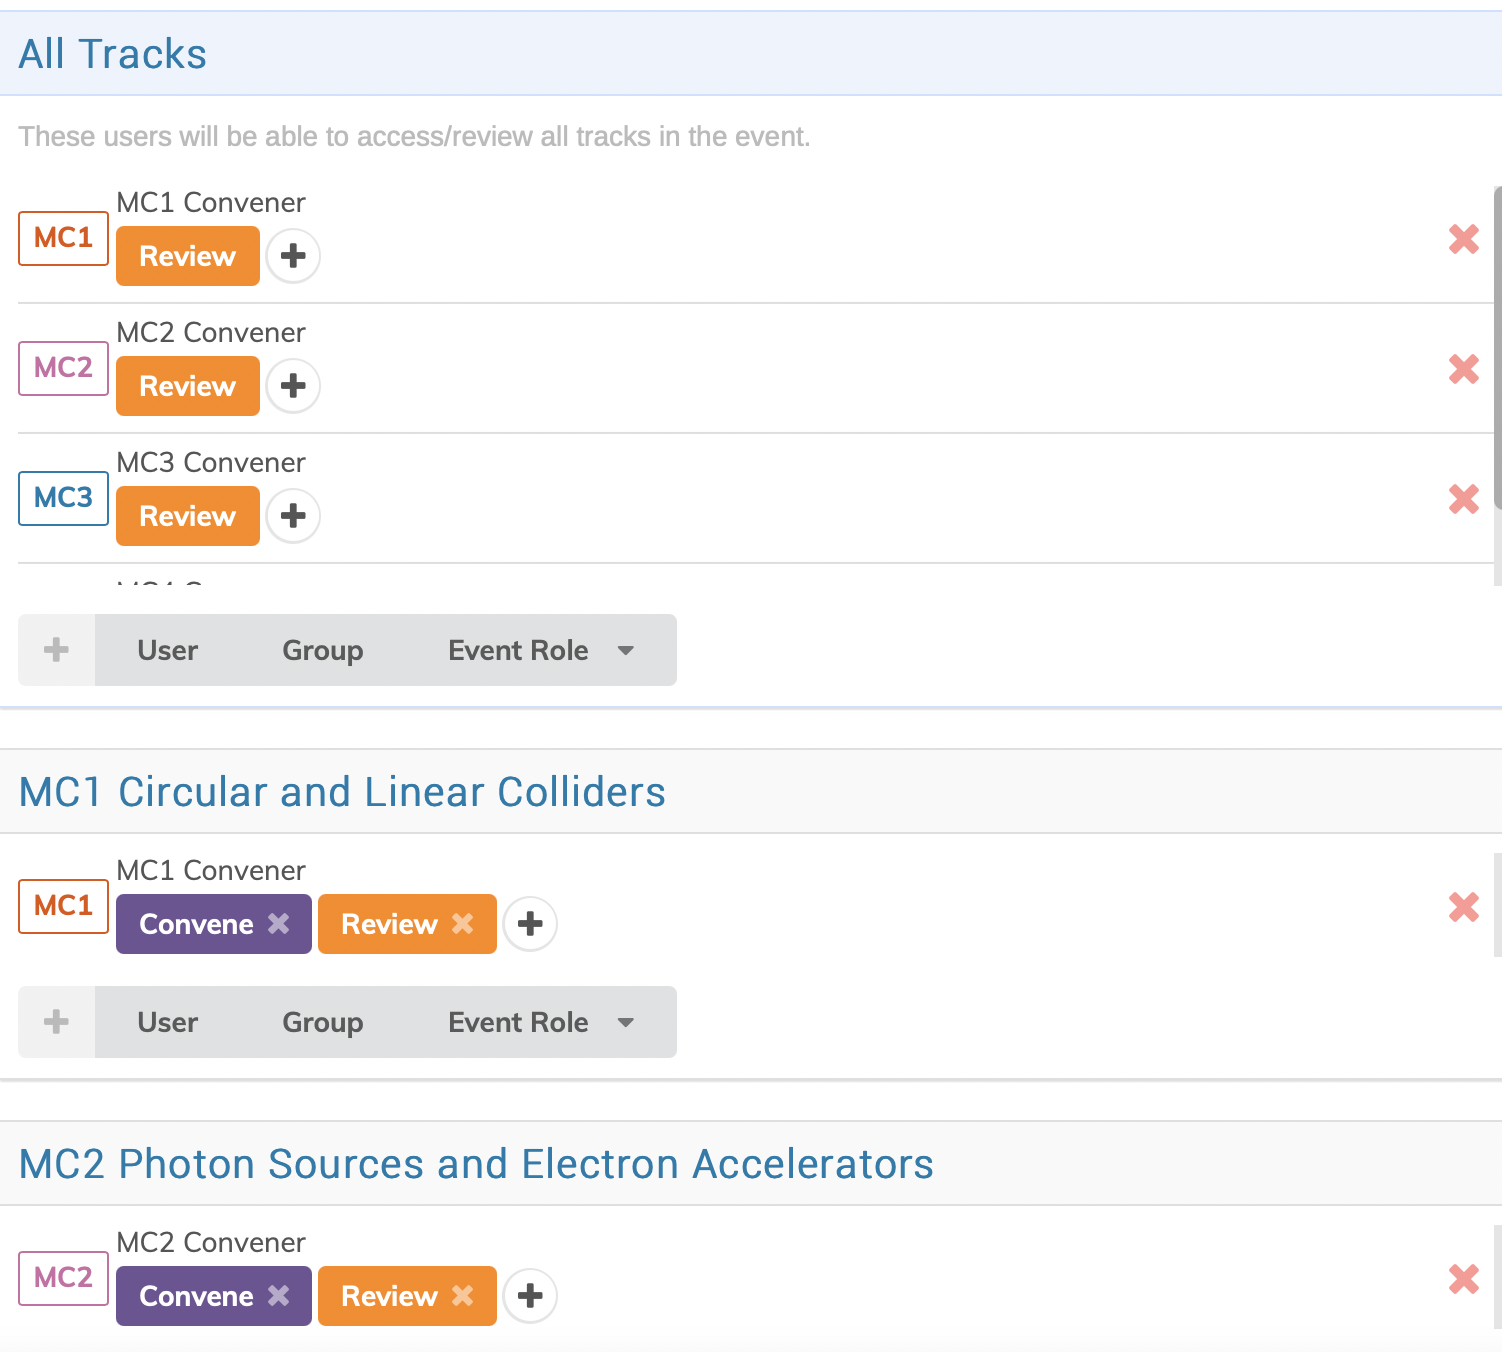 All Tracks
These users will be able to access/review all tracks in the event.
MC1 Convener
MC1
Review
MC2 Convener
MC2
Review
MC3 Convener
MC3
Review
User Group Event Role
MC1 Circular and Linear Colliders
MC1 Convener
MC1
Convene Review
User Group Event Role
MC2 Photon Sources and Electron Accelerators
MC2 Convener
MC2
Convene Review